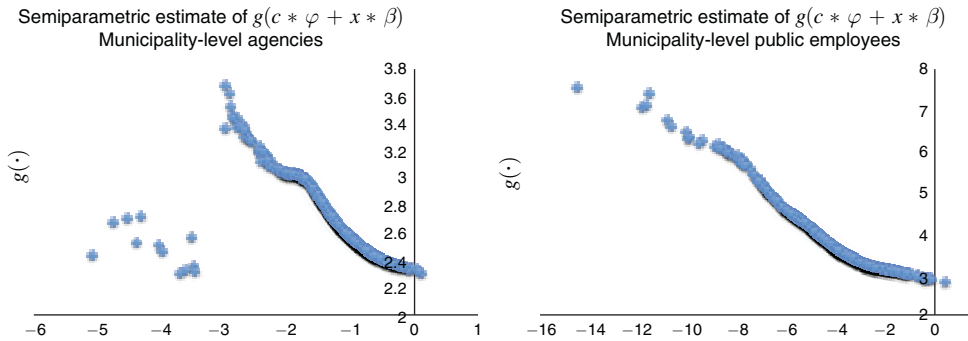 Semiparametric estimate of g(c * φ + x * β)
Municipality-level agencies
g(·)
3.8
3.6
3.4
3.2
3
2.8
2.6
2.4
2.2
2
−6 −5 −4 −3 −2 −1 0 1
Semiparametric estimate of g(c * φ + x * β)
Municipality-level public employees
g(·)
8
7
6
5
4
3
2
−16 −14 −12 −10 −8 −6 −4 −2 0